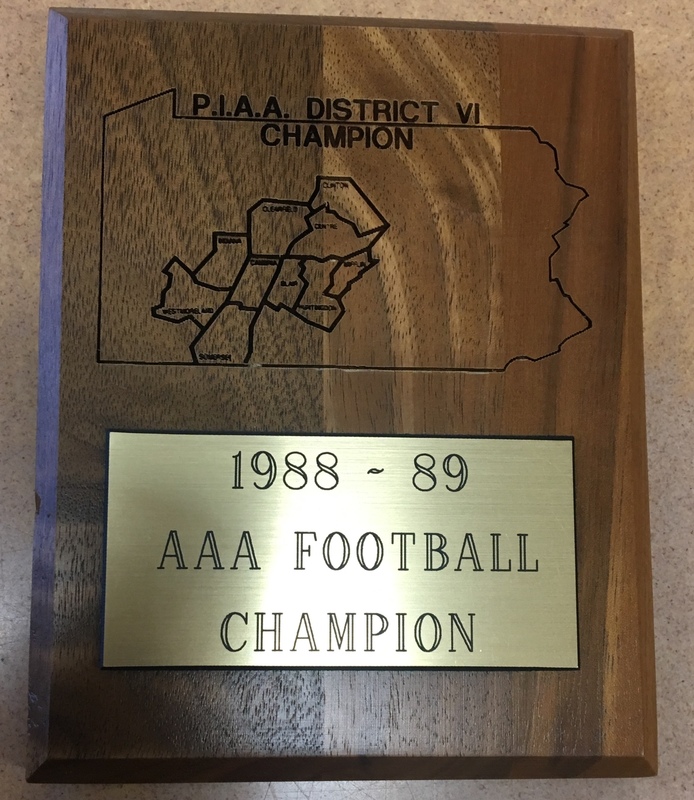 P.I.A.A. DISTRICT VI
CHAMPION
CLINTON
CLEARFIELD
CENTRE
INDIANA
CAMBRIA
MIFFLIN
BLAIR
HUNTINGDON
WESTMORELAND
SOMERSET
1988 ~ 89
AAA FOOTBALL
CHAMPION